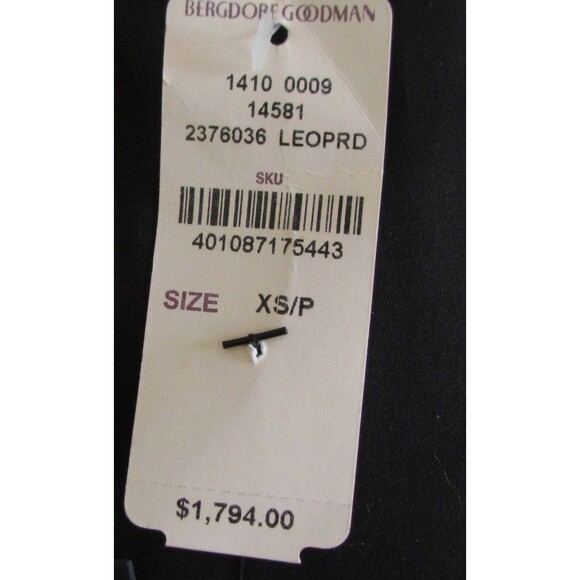 BERGDORF GOODMAN
1410 0009
14581
2376036 LEOPRD
SKU
401087175443
SIZE XS/P
$1,794.00